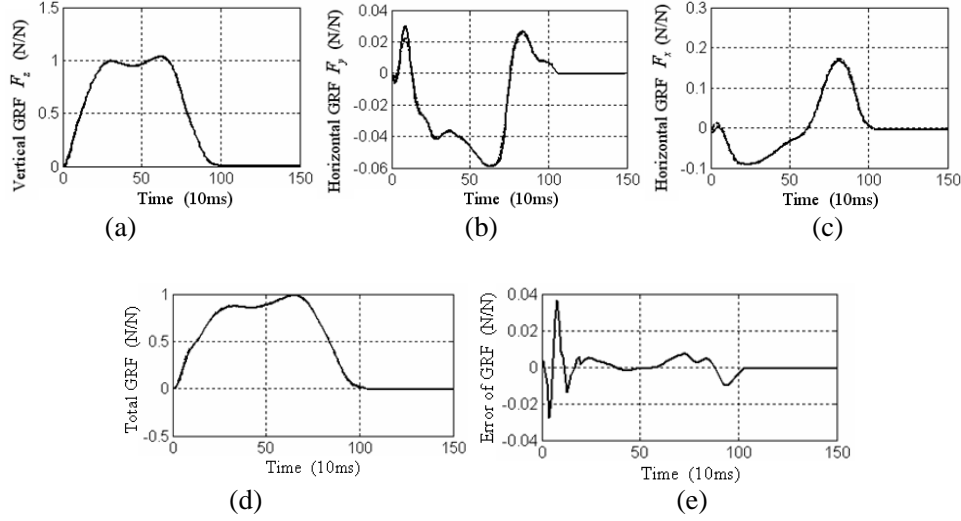 Vertical GRF Fz (N/N)
1.5
1
0.5
0
0
50
100
150
Time (10ms)
(a)
Horizontal GRF Fy (N/N)
0.04
0.02
0
-0.02
-0.04
-0.06
0
50
100
150
Time (10ms)
(b)
Horizontal GRF Fx (N/N)
0.3
0.2
0.1
0
-0.1
0
50
100
150
Time (10ms)
(c)
Total GRF (N/N)
1
0.5
0
-0.5
0
50
100
150
Time (10ms)
(d)
Error of GRF (N/N)
0.04
0.02
0
-0.02
-0.04
0
50
100
150
Time (10ms)
(e)